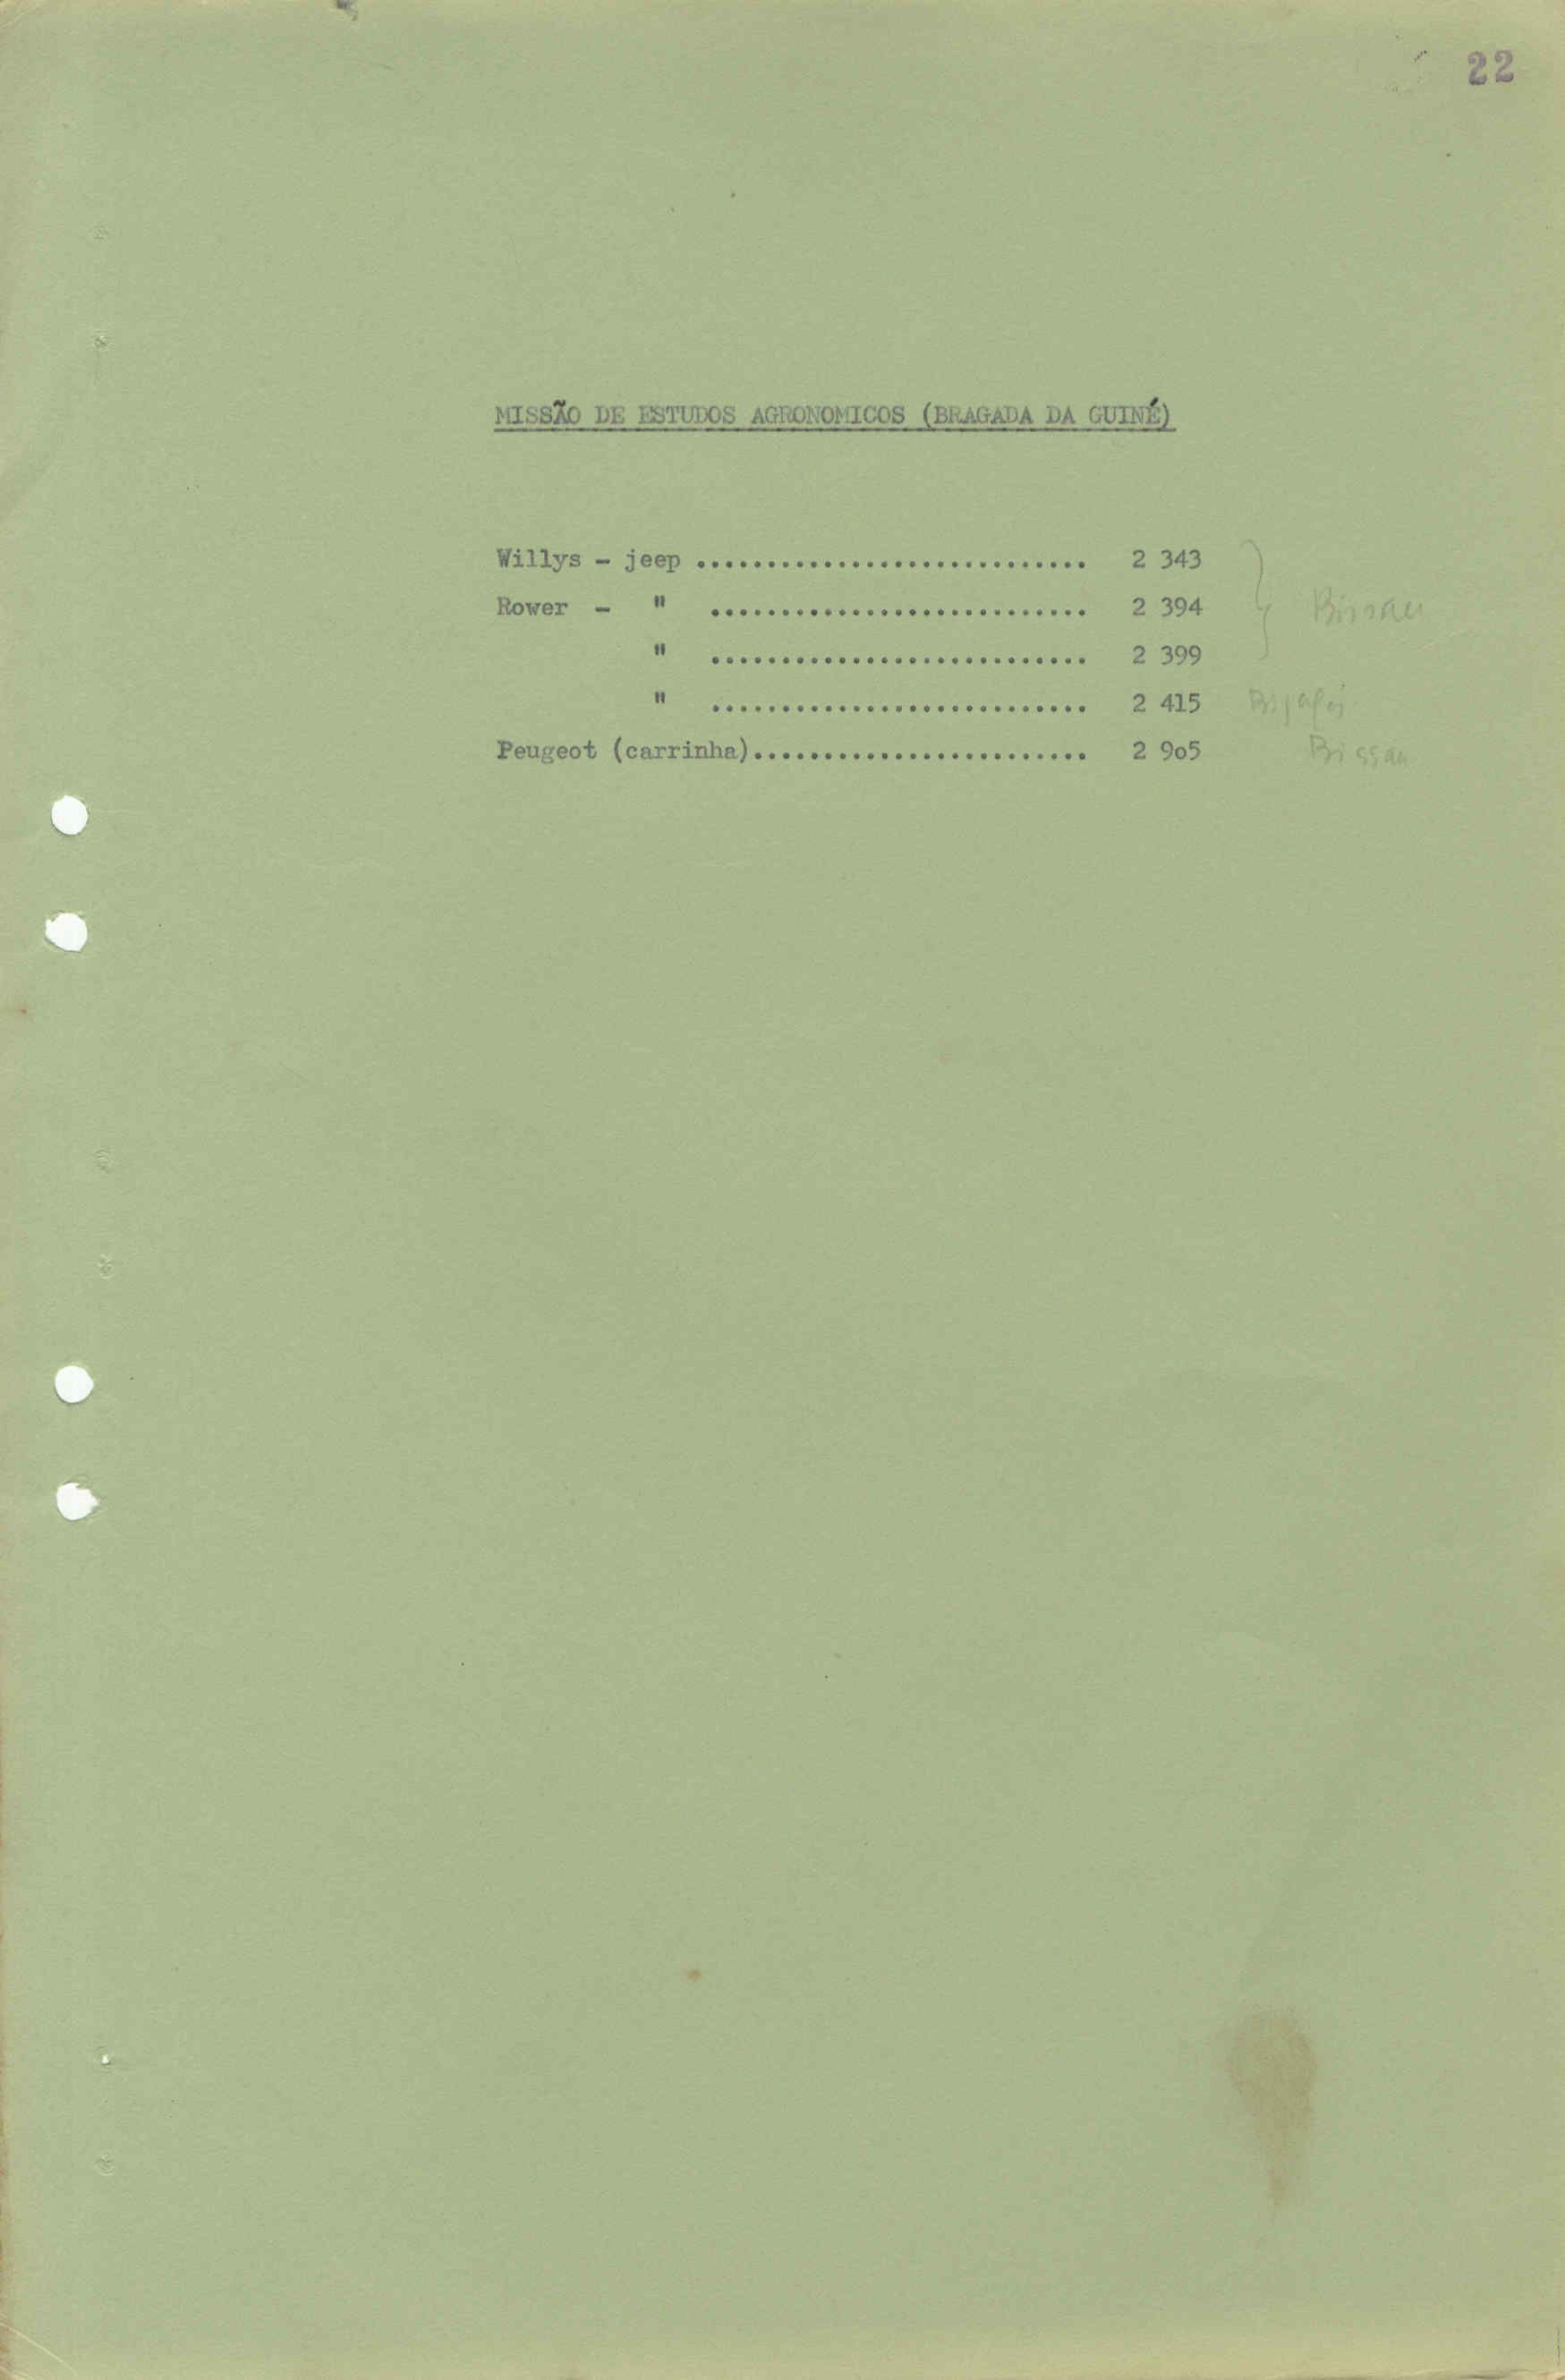 22
MISSÃO DE ESTUDOS AGRONOMICOS (BRAGADA DA GUINÉ)
Willys - jeep ............................ 2 343
Rower - " ........................... 2 394 } Bissau
" ........................... 2 399
" ........................... 2 415
Peugeot (carrinha)........................ 2 9o5 Bissau